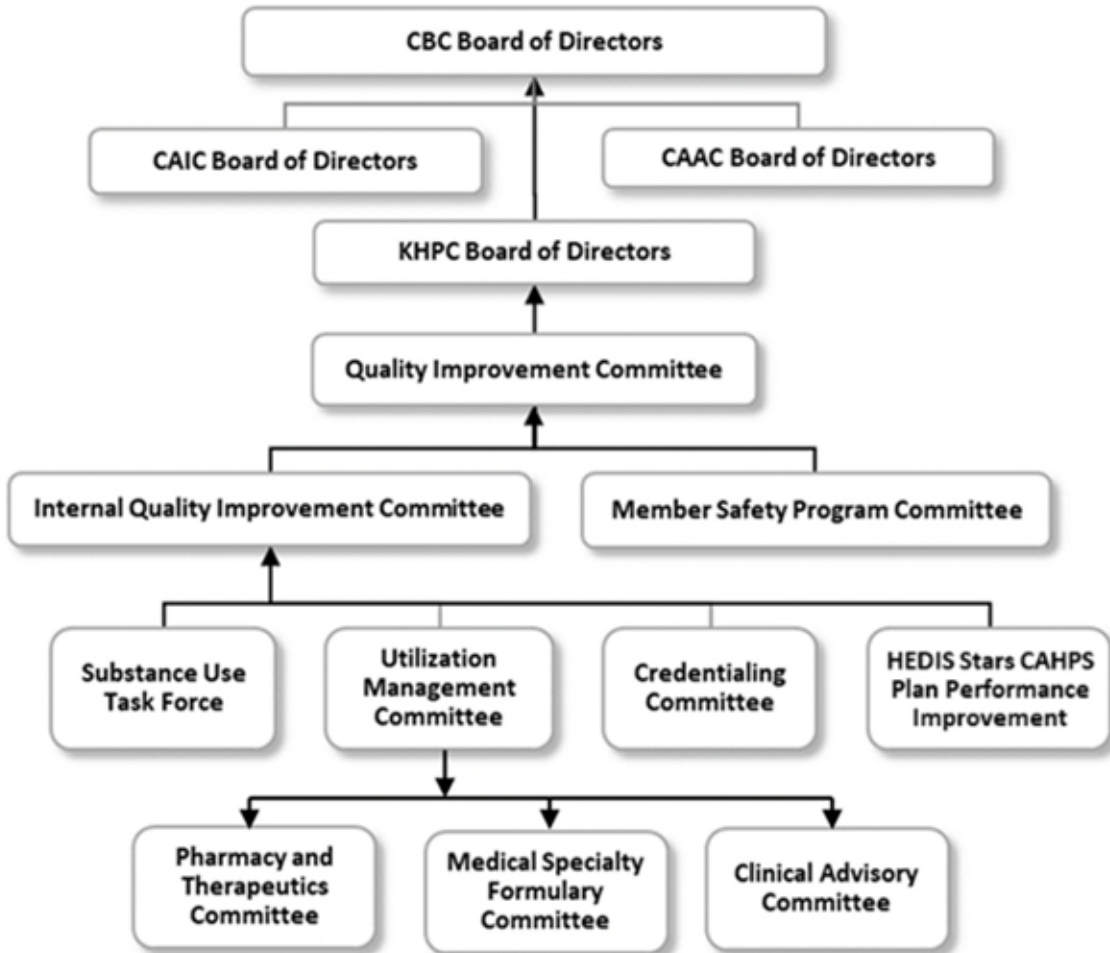 CBC Board of Directors
CAIC Board of Directors
CAAC Board of Directors
KHPC Board of Directors
Quality Improvement Committee
Internal Quality Improvement Committee
Member Safety Program Committee
Substance Use
Task Force
Utilization
Management
Committee
Credentialing
Committee
HEDIS Stars CAHPS
Plan Performance
Improvement
Pharmacy and
Therapeutics
Committee
Medical Specialty
Formulary
Committee
Clinical Advisory
Committee